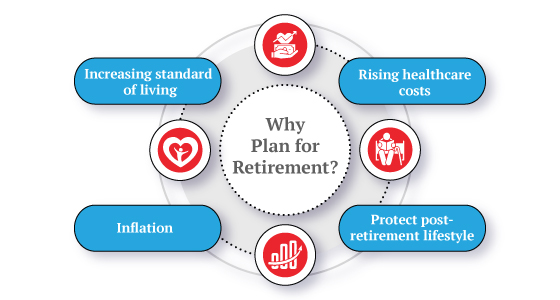 Increasing standard
of living
Rising healthcare
costs
Why
Plan for
Retirement?
Inflation
Protect post-
retirement lifestyle